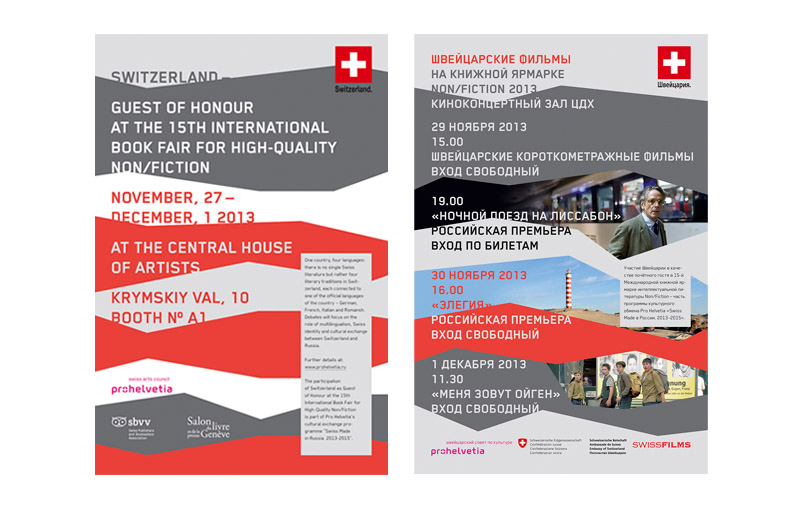 SWITZERLAND—
Switzerland.
GUEST OF HONOUR
AT THE 15TH INTERNATIONAL
BOOK FAIR FOR HIGH-QUALITY
NON/FICTION
NOVEMBER, 27—
DECEMBER, 1 2013
AT THE CENTRAL HOUSE
OF ARTISTS
KRYMSKIY VAL, 10
BOOTH Nº A1
One country, four languages:
there is no single Swiss
literature but rather four
literary traditions in Swit-
zerland, each connected to
one of the official languages
of the country – German,
French, Italian and Romansh.
Debates will focus on the
role of multilingualism, Swiss
identity and cultural exchange
between Switzerland and
Russia.
Further details at:
www.prohelvetia.ru
The participation
of Switzerland as Guest
of Honour at the 15th
International Book Fair for
High-Quality Non/Fiction
is part of Pro Helvetia's
cultural exchange pro-
gramme "Swiss Made
in Russia. 2013-2015".
swiss arts council
prohelvetia
sbvv
Swiss Publishers
and Booksellers
Association
Salon
du livre
et de la
presse
Genève
ШВЕЙЦАРСКИЕ ФИЛЬМЫ
НА КНИЖНОЙ ЯРМАРКЕ
NON/FICTION 2013
КИНОКОНЦЕРТНЫЙ ЗАЛ ЦДХ
Швейцария.
29 НОЯБРЯ 2013
15.00
ШВЕЙЦАРСКИЕ КОРОТКОМЕТРАЖНЫЕ ФИЛЬМЫ
ВХОД СВОБОДНЫЙ
19.00
«НОЧНОЙ ПОЕЗД НА ЛИССАБОН»
РОССИЙСКАЯ ПРЕМЬЕРА
ВХОД ПО БИЛЕТАМ
30 НОЯБРЯ 2013
16.00
«ЭЛЕГИЯ»
РОССИЙСКАЯ ПРЕМЬЕРА
ВХОД СВОБОДНЫЙ
Участие Швейцарии в каче-
стве почётного гостя в 15-й
Международной книжной яр-
марке интеллектуальной ли-
тературы Non/Fiction – часть
программы культурного
обмена Pro Helvetia «Swiss
Made в России. 2013-2015».
1 ДЕКАБРЯ 2013
11.30
«МЕНЯ ЗОВУТ ОЙГЕН»
ВХОД СВОБОДНЫЙ
швейцарский совет по культуре
prohelvetia
Schweizerische Eidgenossenschaft
Confédération suisse
Confederazione Svizzera
Confederaziun svizra
Schweizerische Botschaft
Ambassade de Suisse
Embassy of Switzerland
Посольство Швейцарии
SWISSFILMS